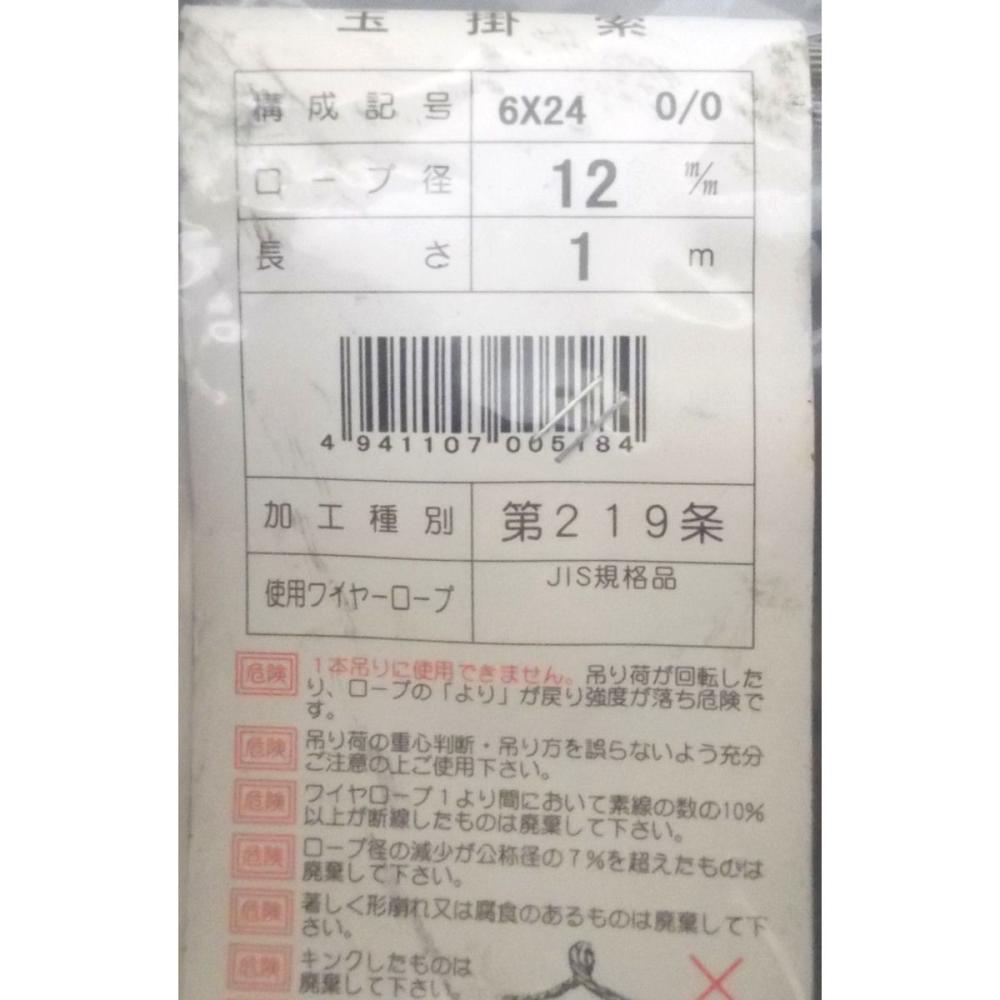 玉掛索
構成記号 6X24 0/0
ロープ径 12 m/m
長さ 1 m
4 941107 005184
加工種別 第219条
使用ワイヤーロープ JIS規格品
危険 1本吊りに使用できません。吊り荷が回転した
り、ロープの「より」が戻り強度が落ち危険で
す。
危険 吊り荷の重心判断・吊り方を誤らないよう充分
ご注意の上ご使用下さい。
危険 ワイヤロープ1より間において素線の数の10%
以上が断線したものは廃棄して下さい。
危険 ロープ径の減少が公称径の7%を超えたものは
廃棄して下さい。
危険 著しく形崩れ又は腐食のあるものは廃棄して下
さい。
危険 キンクしたものは
廃棄して下さい。